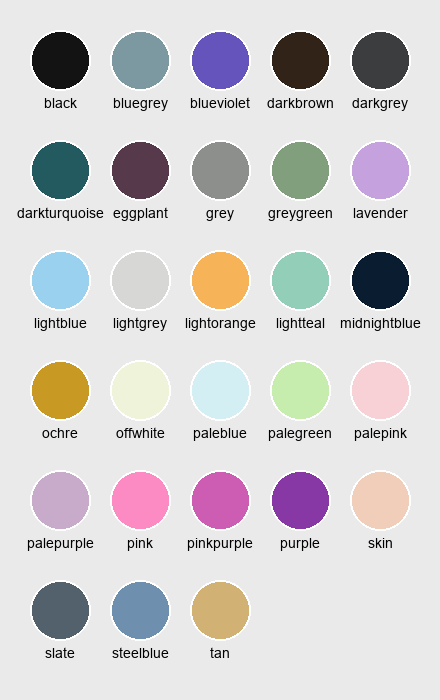 black bluegrey blueviolet darkbrown darkgrey
darkturquoise eggplant grey greygreen lavender
lightblue lightgrey lightorange lightteal midnightblue
ochre offwhite paleblue palegreen palepink
palepurple pink pinkpurple purple skin
slate steelblue tan